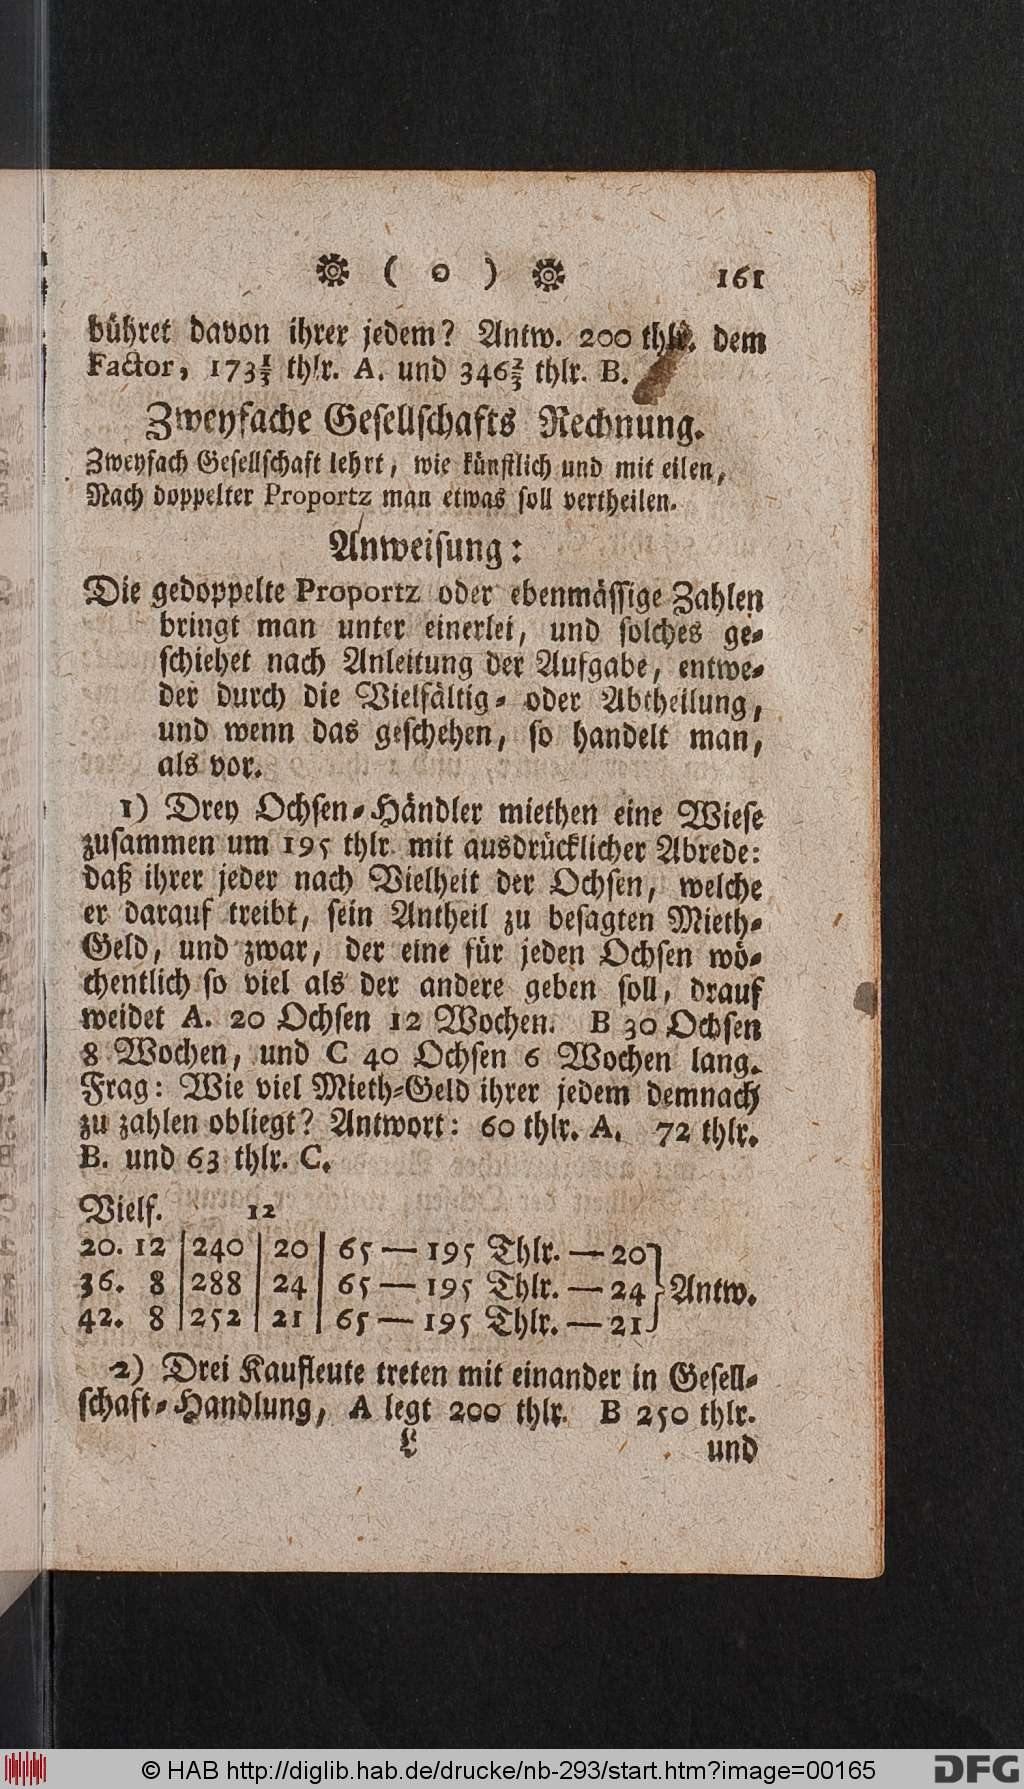 ❁ ( o ) ❁ 161
bühret davon ihrer jedem? Antw. 200 thlr. dem
Factor, 173⅓ thlr. A. und 346⅔ thlr. B.
Zweyfache Geſellſchafts Rechnung.
Zweyfach Geſellſchaft lehrt, wie künſtlich und mit eilen,
Nach doppelter Proportz man etwas ſoll vertheilen.
Anweiſung:
Die gedoppelte Proportz oder ebenmäſſige Zahlen
bringt man unter einerlei, und ſolches ge-
ſchiehet nach Anleitung der Aufgabe, entwe-
der durch die Vielfältig- oder Abtheilung,
und wenn das geſchehen, ſo handelt man,
als vor.
1) Drey Ochſen-Händler miethen eine Wieſe
zuſammen um 195 thlr. mit ausdrücklicher Abrede:
daß ihrer jeder nach Vielheit der Ochſen, welche
er darauf treibt, ſein Antheil zu beſagten Mieth-
Geld, und zwar, der eine für jeden Ochſen wö-
chentlich ſo viel als der andere geben ſoll, drauf
weidet A. 20 Ochſen 12 Wochen. B 30 Ochſen
8 Wochen, und C 40 Ochſen 6 Wochen lang.
Frag: Wie viel Mieth-Geld ihrer jedem demnach
zu zahlen obliegt? Antwort: 60 thlr. A. 72 thlr.
B. und 63 thlr. C.
Vielf. 12
20. 12 | 240 | 20 | 65 — 195 Thlr. — 20
36. 8 | 288 | 24 | 65 — 195 Thlr. — 24 } Antw.
42. 8 | 252 | 21 | 65 — 195 Thlr. — 21
2) Drei Kaufleute treten mit einander in Geſell-
ſchaft-Handlung, A legt 200 thlr. B 250 thlr.
L und
© HAB http://diglib.hab.de/drucke/nb-293/start.htm?image=00165 DFG